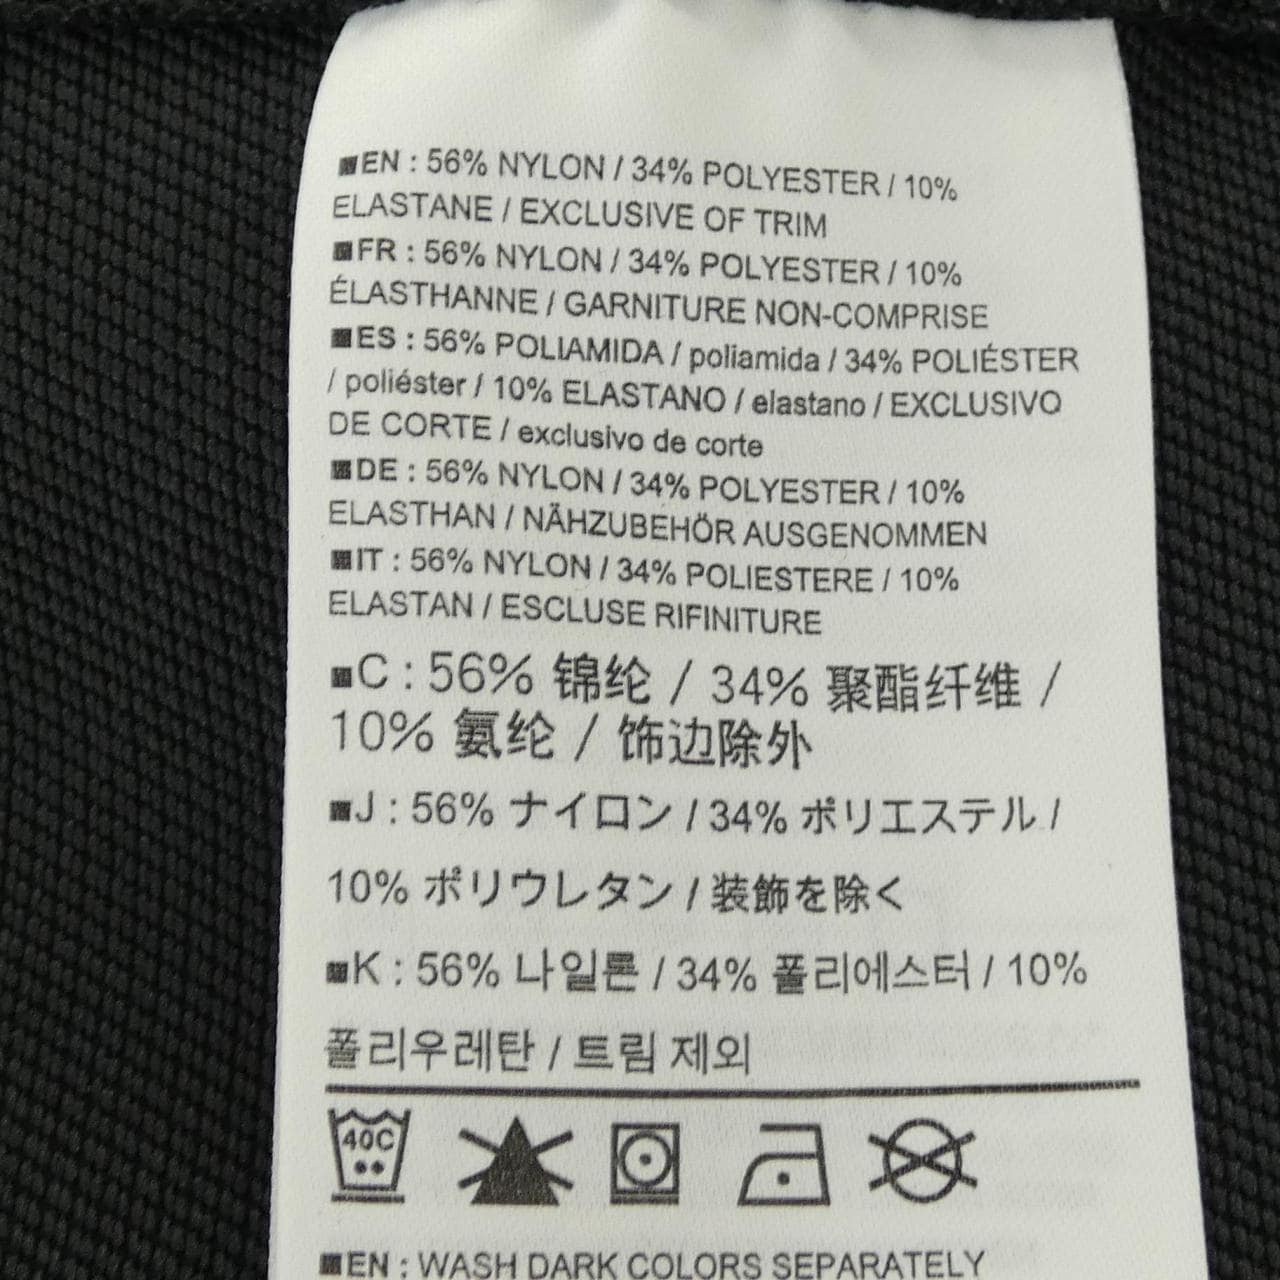 ■EN : 56% NYLON / 34% POLYESTER / 10%
ELASTANE / EXCLUSIVE OF TRIM
■FR : 56% NYLON / 34% POLYESTER / 10%
ÉLASTHANNE / GARNITURE NON-COMPRISE
■ES : 56% POLIAMIDA / poliamida / 34% POLIÉSTER
/ poliéster / 10% ELASTANO / elastano / EXCLUSIVO
DE CORTE / exclusivo de corte
■DE : 56% NYLON / 34% POLYESTER / 10%
ELASTHAN / NÄHZUBEHÖR AUSGENOMMEN
■IT : 56% NYLON / 34% POLIESTERE / 10%
ELASTAN / ESCLUSE RIFINITURE
■C : 56% 锦纶 / 34% 聚酯纤维 /
10% 氨纶 / 饰边除外
■J : 56% ナイロン / 34% ポリエステル /
10% ポリウレタン / 装飾を除く
■K : 56% 나일론 / 34% 폴리에스터 / 10%
폴리우레탄 / 트림 제외
40C
■EN : WASH DARK COLORS SEPARATELY